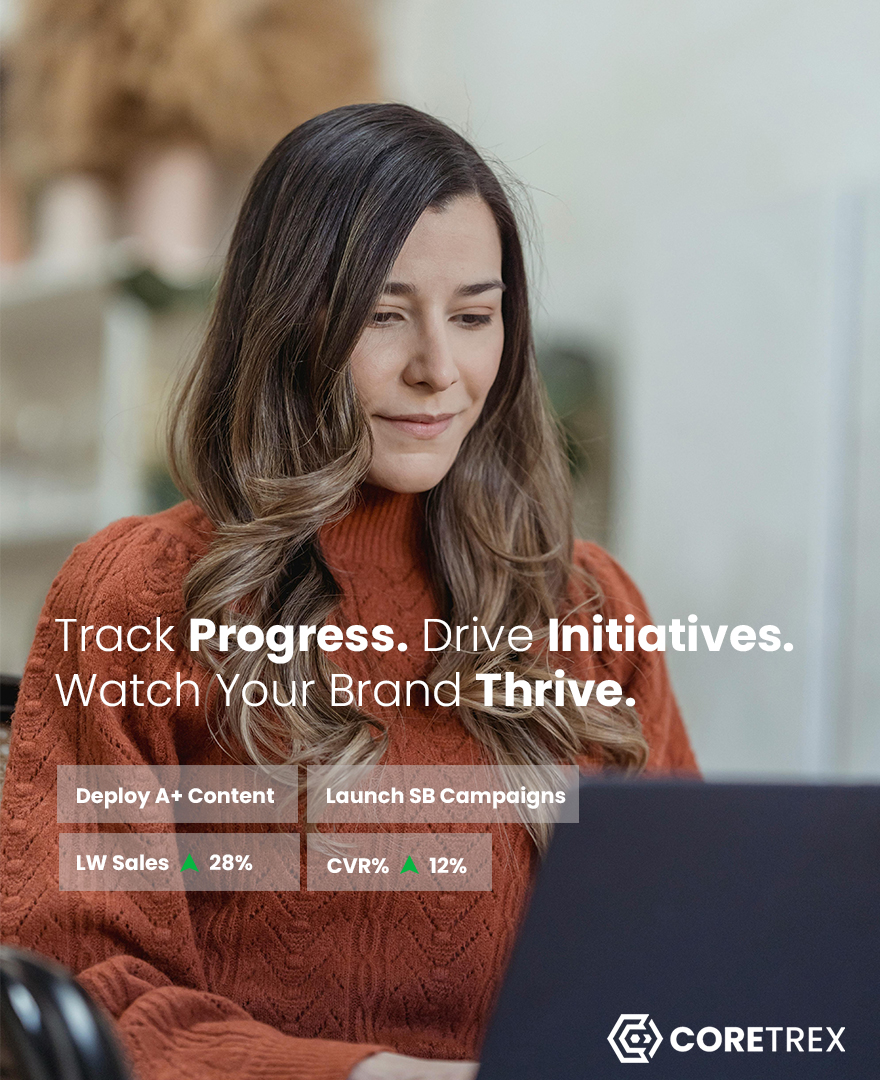 Track Progress. Drive Initiatives.
Watch Your Brand Thrive.
Deploy A+ Content
Launch SB Campaigns
LW Sales 28%
CVR% 12%
CORETREX